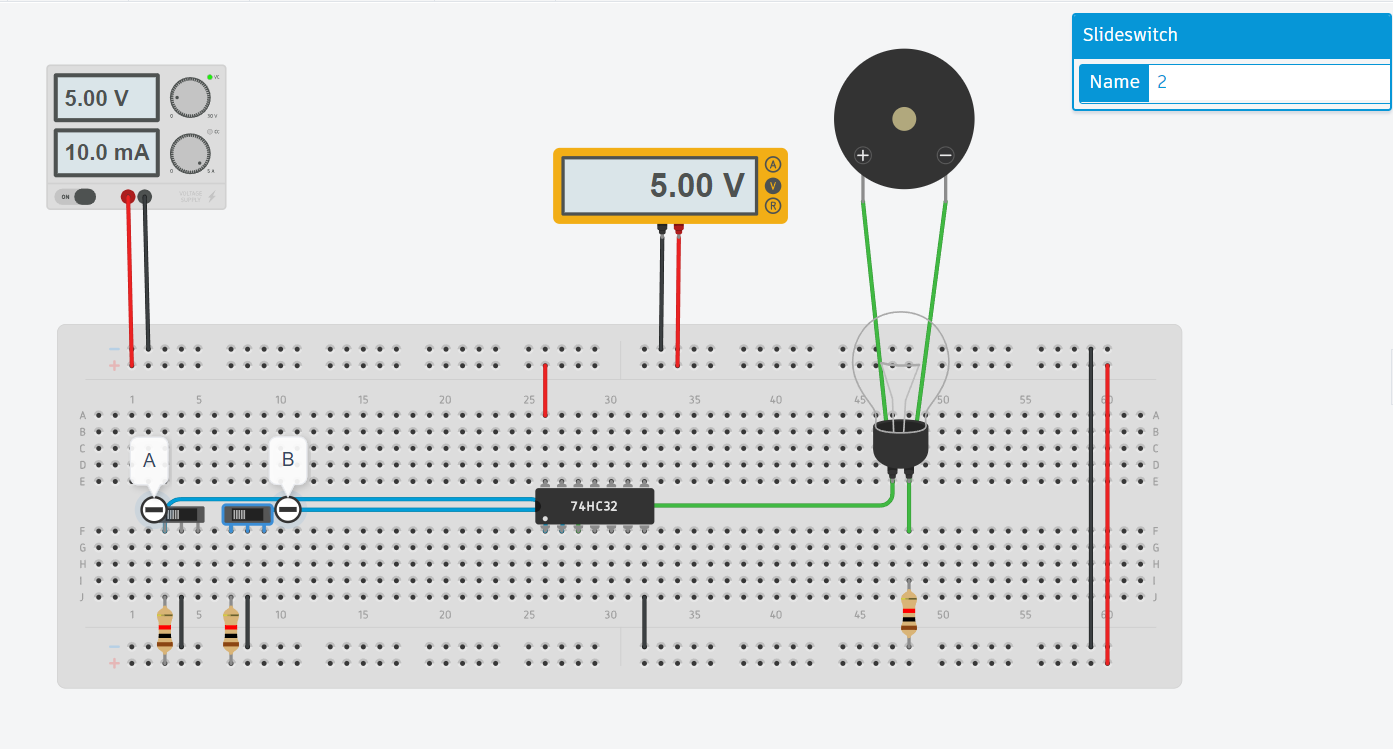 Slideswitch
Name 2
5.00 V
10.0 mA
ON
VOLTAGE SUPPLY
5.00 V
A
V
R
+ −
− +
1 5 10 15 20 25 30 35 40 45 50 55 60
A A
B B
C C
D D
E E
A
B
74HC32
F F
G G
H H
I I
J J
1 5 10 15 20 25 30 35 40 45 50 55 60
− +